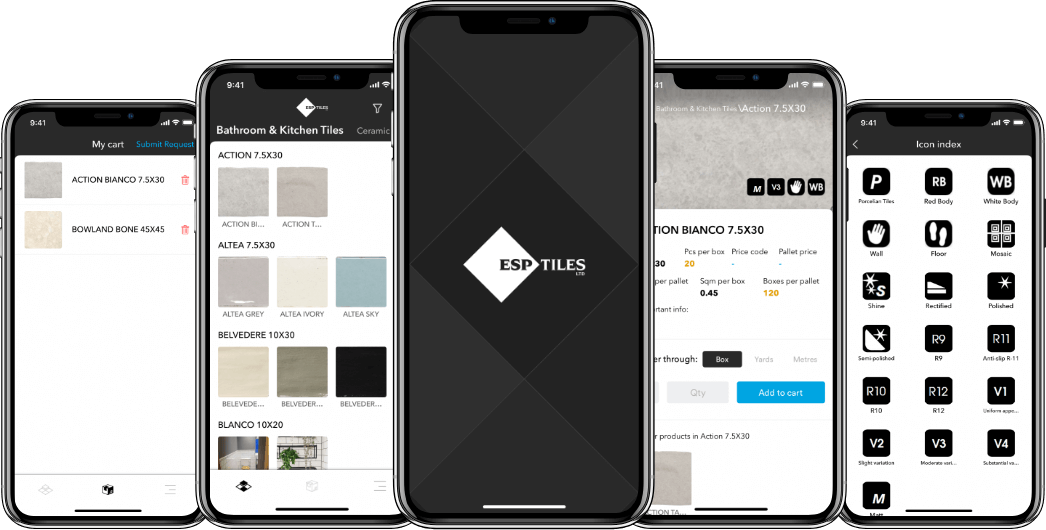 9:41
My cart
Submit Request
ACTION BIANCO 7.5X30
BOWLAND BONE 45X45
9:41
ESP TILES
Bathroom & Kitchen Tiles
Ceramic
ACTION 7.5X30
ACTION BI...
ACTION T...
ALTEA 7.5X30
ALTEA GREY
ALTEA IVORY
ALTEA SKY
BELVEDERE 10X30
BELEVEDE...
BELVEDER...
BELVEDER...
BLANCO 10X20
ESP TILES
LTD
9:41
Bathroom & Kitchen Tiles \Action 7.5X30
M V3 WB
TION BIANCO 7.5X30
Pcs per box Price code Pallet price
30 20 - -
per pallet Sqm per box Boxes per pallet
0.45 120
rtant info:
er through: Box Yards Metres
Qty Add to cart
r products in Action 7.5X30
ACTION TA...
9:41
Icon index
P RB WB
Porcelian Tiles Red Body White Body
Wall Floor Mosaic
S
Shine Rectified Polished
R9 R11
Semi-polished R9 Anti-slip R-11
R10 R12 V1
R10 R12 Uniform appe...
V2 V3 V4
Slight variation Moderate vari... Substantial va...
M
Matt